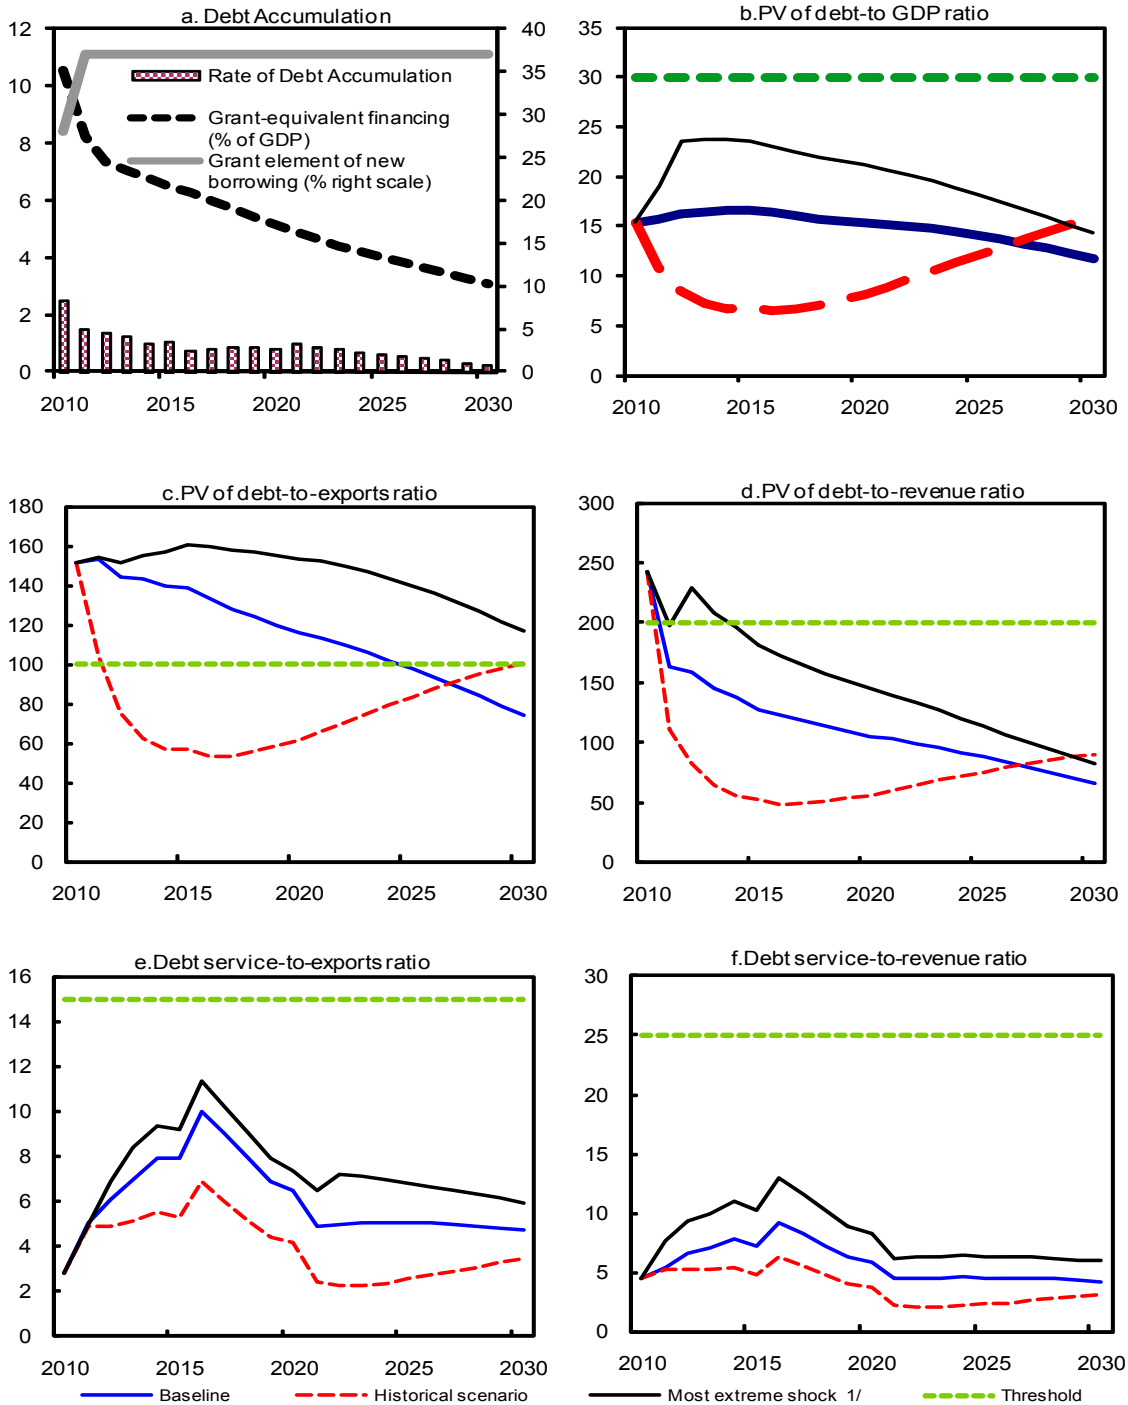 a. Debt Accumulation
12
10
8
6
4
2
0
40
35
30
25
20
15
10
5
0
Rate of Debt Accumulation
Grant-equivalent financing
(% of GDP)
Grant element of new
borrowing (% right scale)
2010 2015 2020 2025 2030
b.PV of debt-to GDP ratio
35
30
25
20
15
10
5
0
2010 2015 2020 2025 2030
c.PV of debt-to-exports ratio
180
160
140
120
100
80
60
40
20
0
2010 2015 2020 2025 2030
d.PV of debt-to-revenue ratio
300
250
200
150
100
50
0
2010 2015 2020 2025 2030
e.Debt service-to-exports ratio
16
14
12
10
8
6
4
2
0
2010 2015 2020 2025 2030
f.Debt service-to-revenue ratio
30
25
20
15
10
5
0
2010 2015 2020 2025 2030
Baseline
Historical scenario
Most extreme shock 1/
Threshold